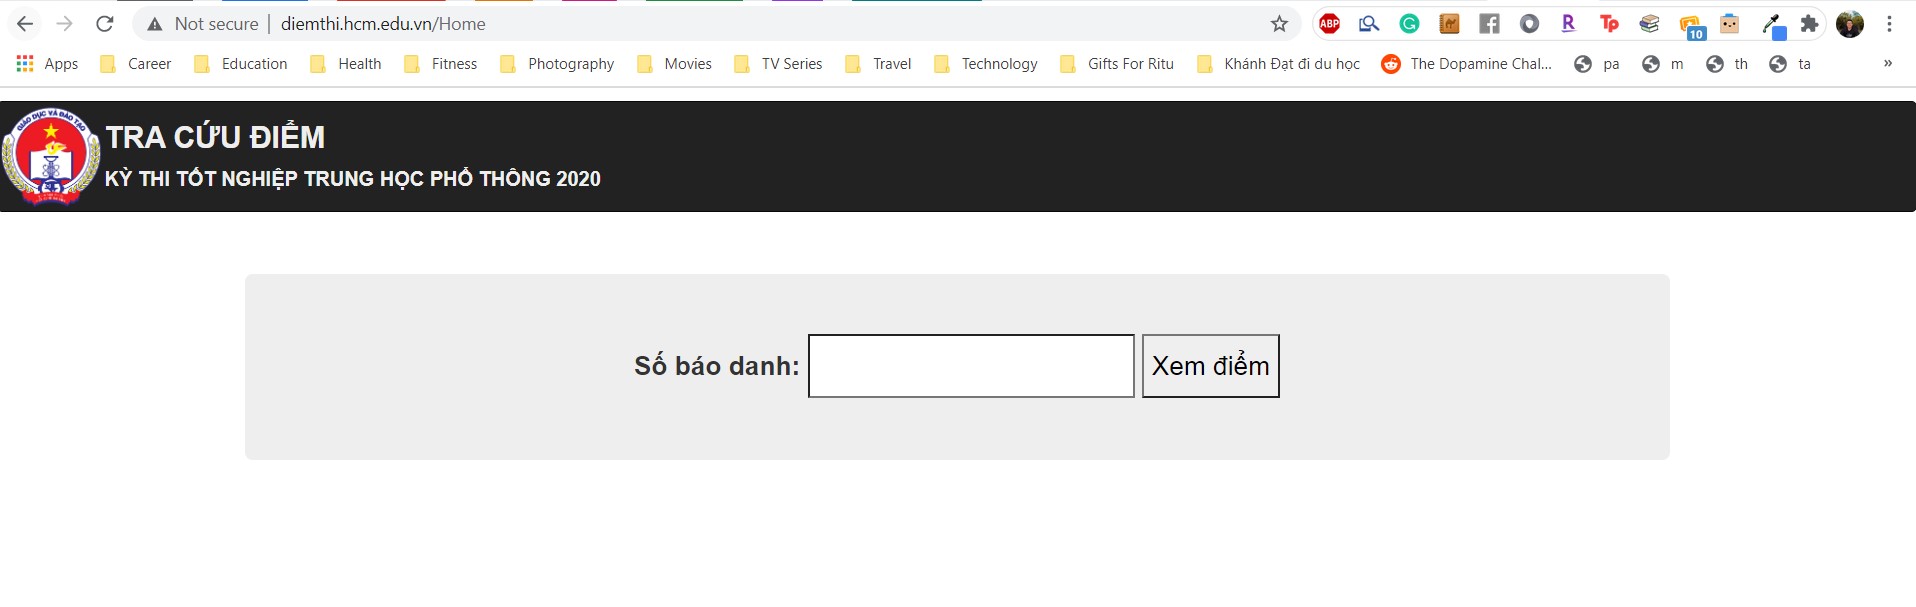 Not secure | diemthi.hcm.edu.vn/Home
ABP
G
R
Tp
10
Apps Career Education Health Fitness Photography Movies TV Series Travel Technology Gifts For Ritu Khánh Đạt đi du học The Dopamine Chal... pa m th ta »
GIÁO DỤC VÀ ĐÀO TẠO
TRA CỨU ĐIỂM
KỲ THI TỐT NGHIỆP TRUNG HỌC PHỔ THÔNG 2020
Số báo danh: Xem điểm